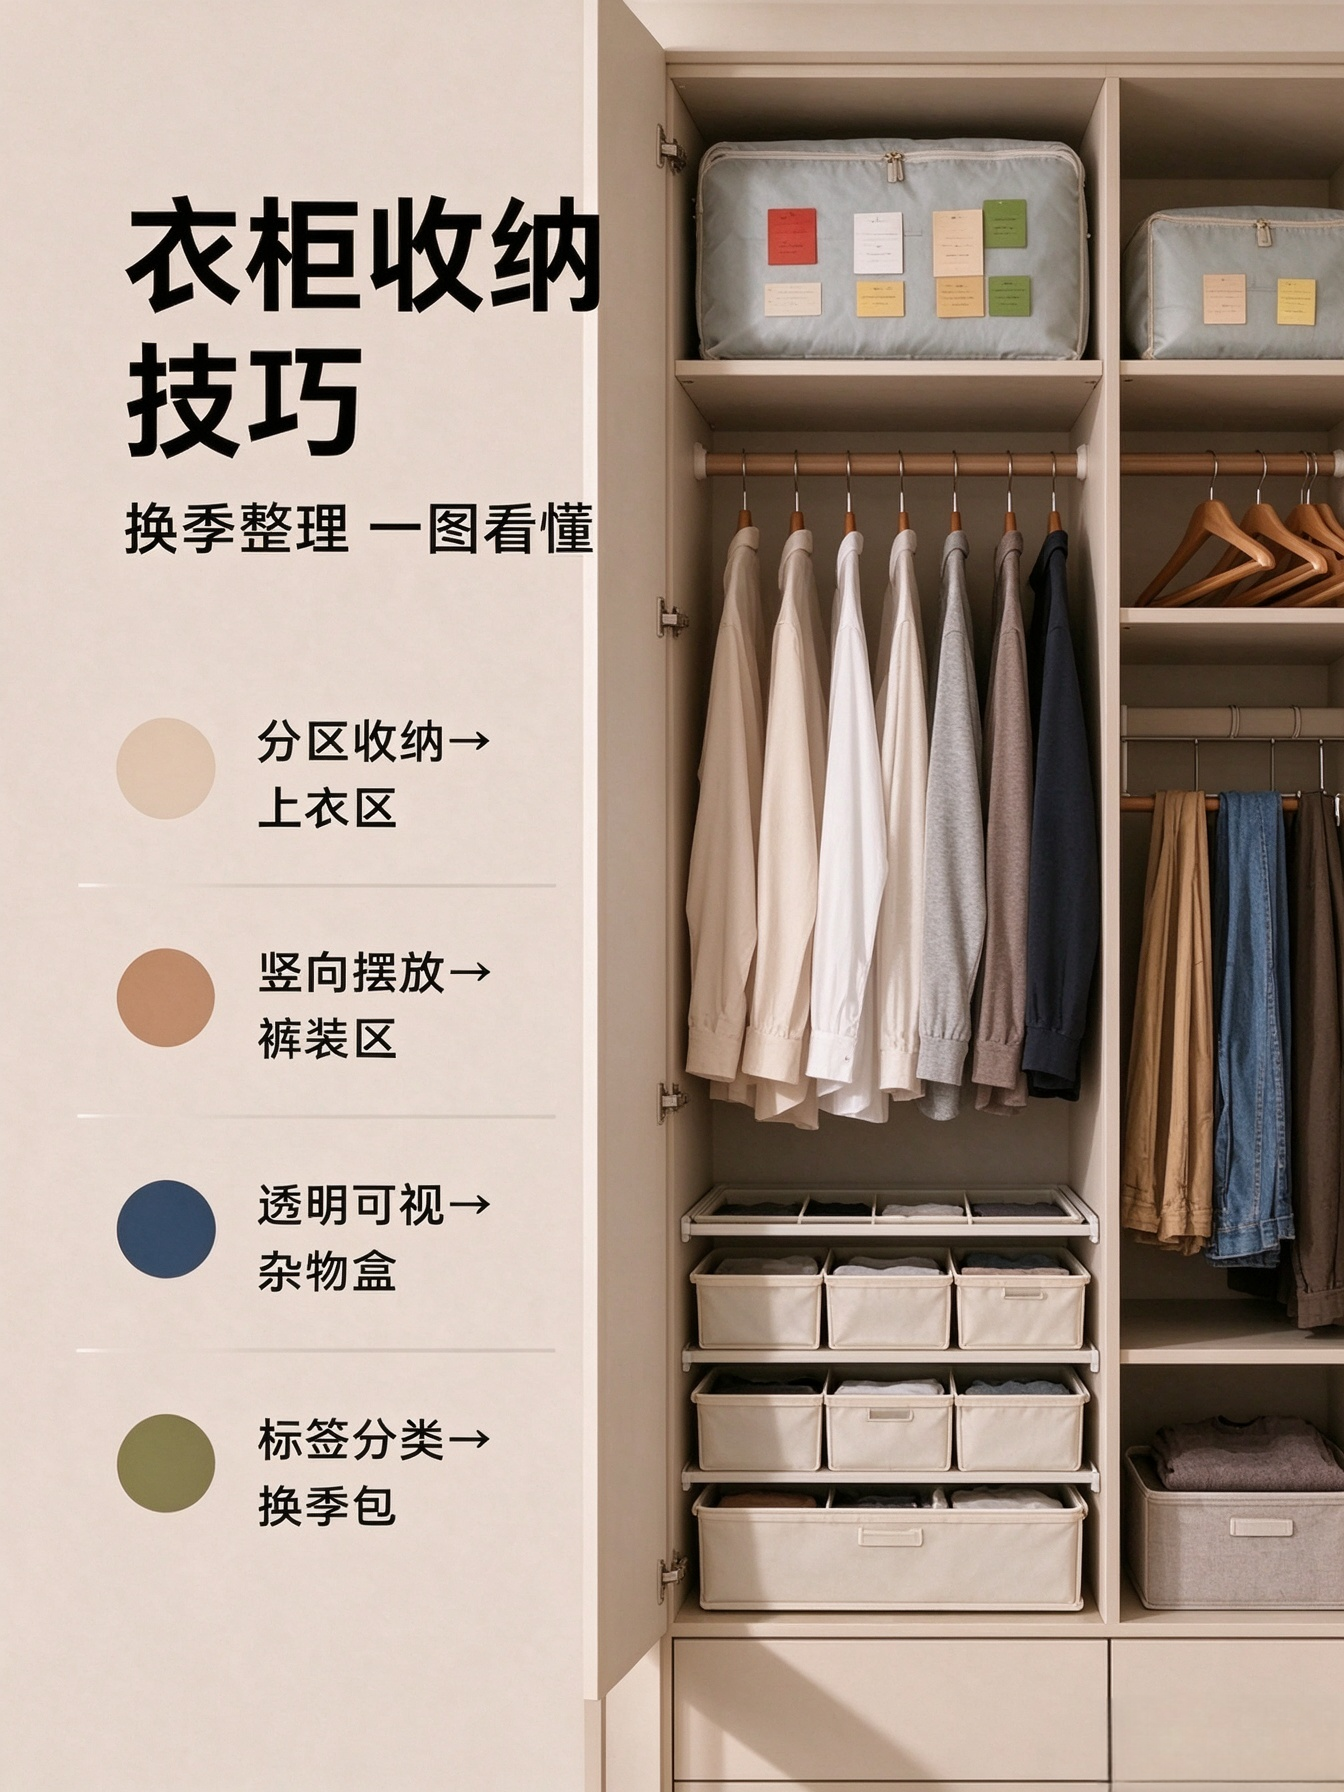 衣柜收纳
技巧
换季整理 一图看懂
分区收纳→
上衣区
竖向摆放→
裤装区
透明可视→
杂物盒
标签分类→
换季包